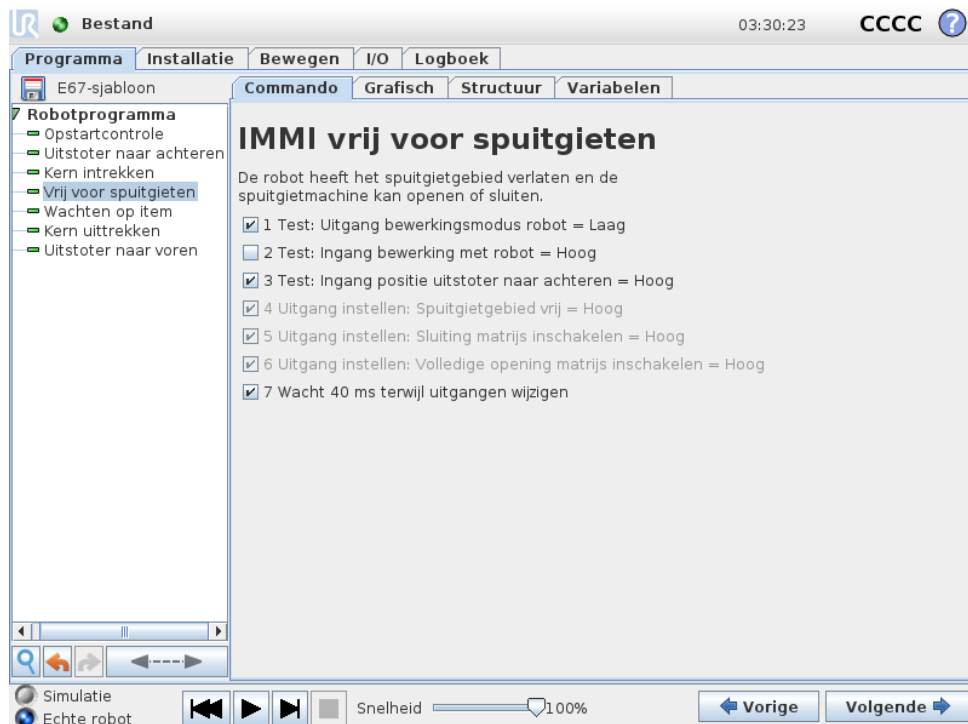 UR Bestand 03:30:23 CCCC ?
Programma Installatie Bewegen I/O Logboek
E67-sjabloon
Commando Grafisch Structuur Variabelen
Robotprogramma
Opstartcontrole
Uitstoter naar achteren
Kern intrekken
Vrij voor spuitgieten
Wachten op item
Kern uittrekken
Uitstoter naar voren
IMMI vrij voor spuitgieten
De robot heeft het spuitgietgebied verlaten en de
spuitgietmachine kan openen of sluiten.
1 Test: Uitgang bewerkingsmodus robot = Laag
2 Test: Ingang bewerking met robot = Hoog
3 Test: Ingang positie uitstoter naar achteren = Hoog
4 Uitgang instellen: Spuitgietgebied vrij = Hoog
5 Uitgang instellen: Sluiting matrijs inschakelen = Hoog
6 Uitgang instellen: Volledige opening matrijs inschakelen = Hoog
7 Wacht 40 ms terwijl uitgangen wijzigen
Simulatie
Echte robot
Snelheid 100%
Vorige Volgende